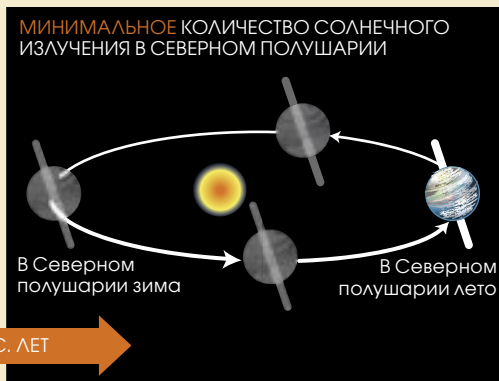 МИНИМАЛЬНОЕ КОЛИЧЕСТВО СОЛНЕЧНОГО
ИЗЛУЧЕНИЯ В СЕВЕРНОМ ПОЛУШАРИИ
В Северном
полушарии зима
В Северном
полушарии лето
С. ЛЕТ